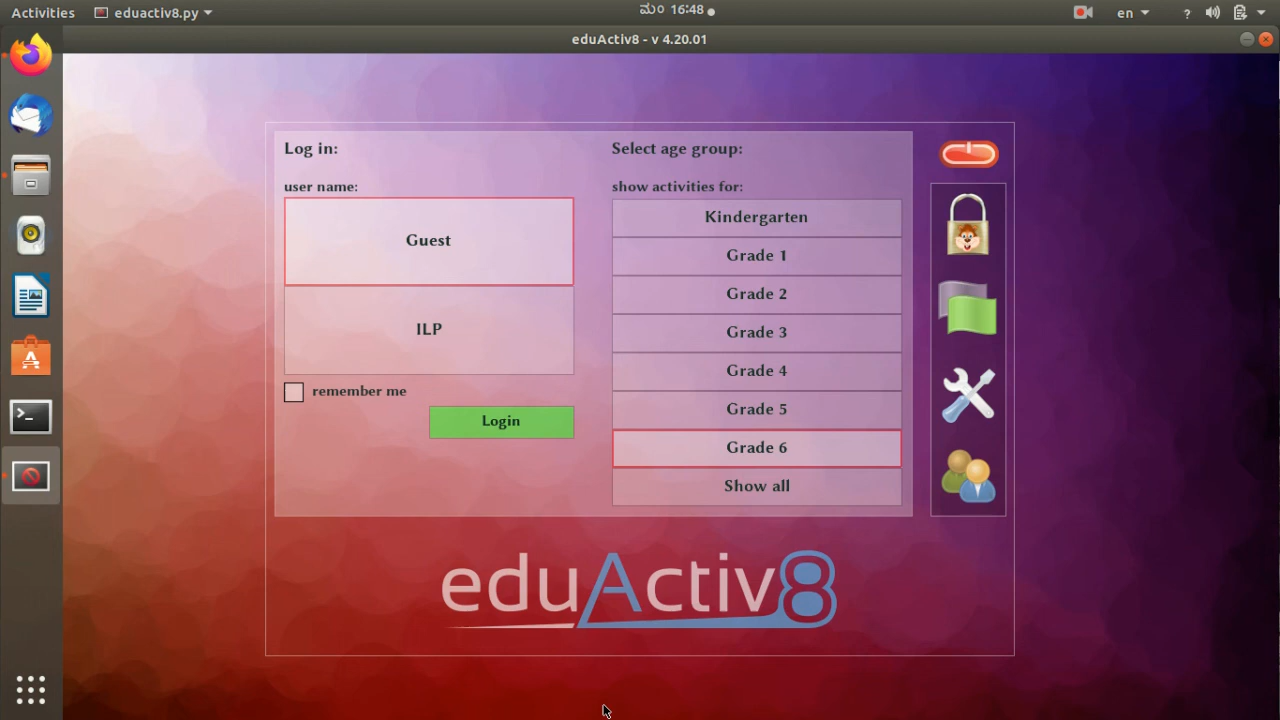 Activities
eduactiv8.py
ಮಂಗಳ 16:48
en
?
eduActiv8 - v 4.20.01
Log in:
user name:
Guest
ILP
remember me
Login
Select age group:
show activities for:
Kindergarten
Grade 1
Grade 2
Grade 3
Grade 4
Grade 5
Grade 6
Show all
eduActiv8